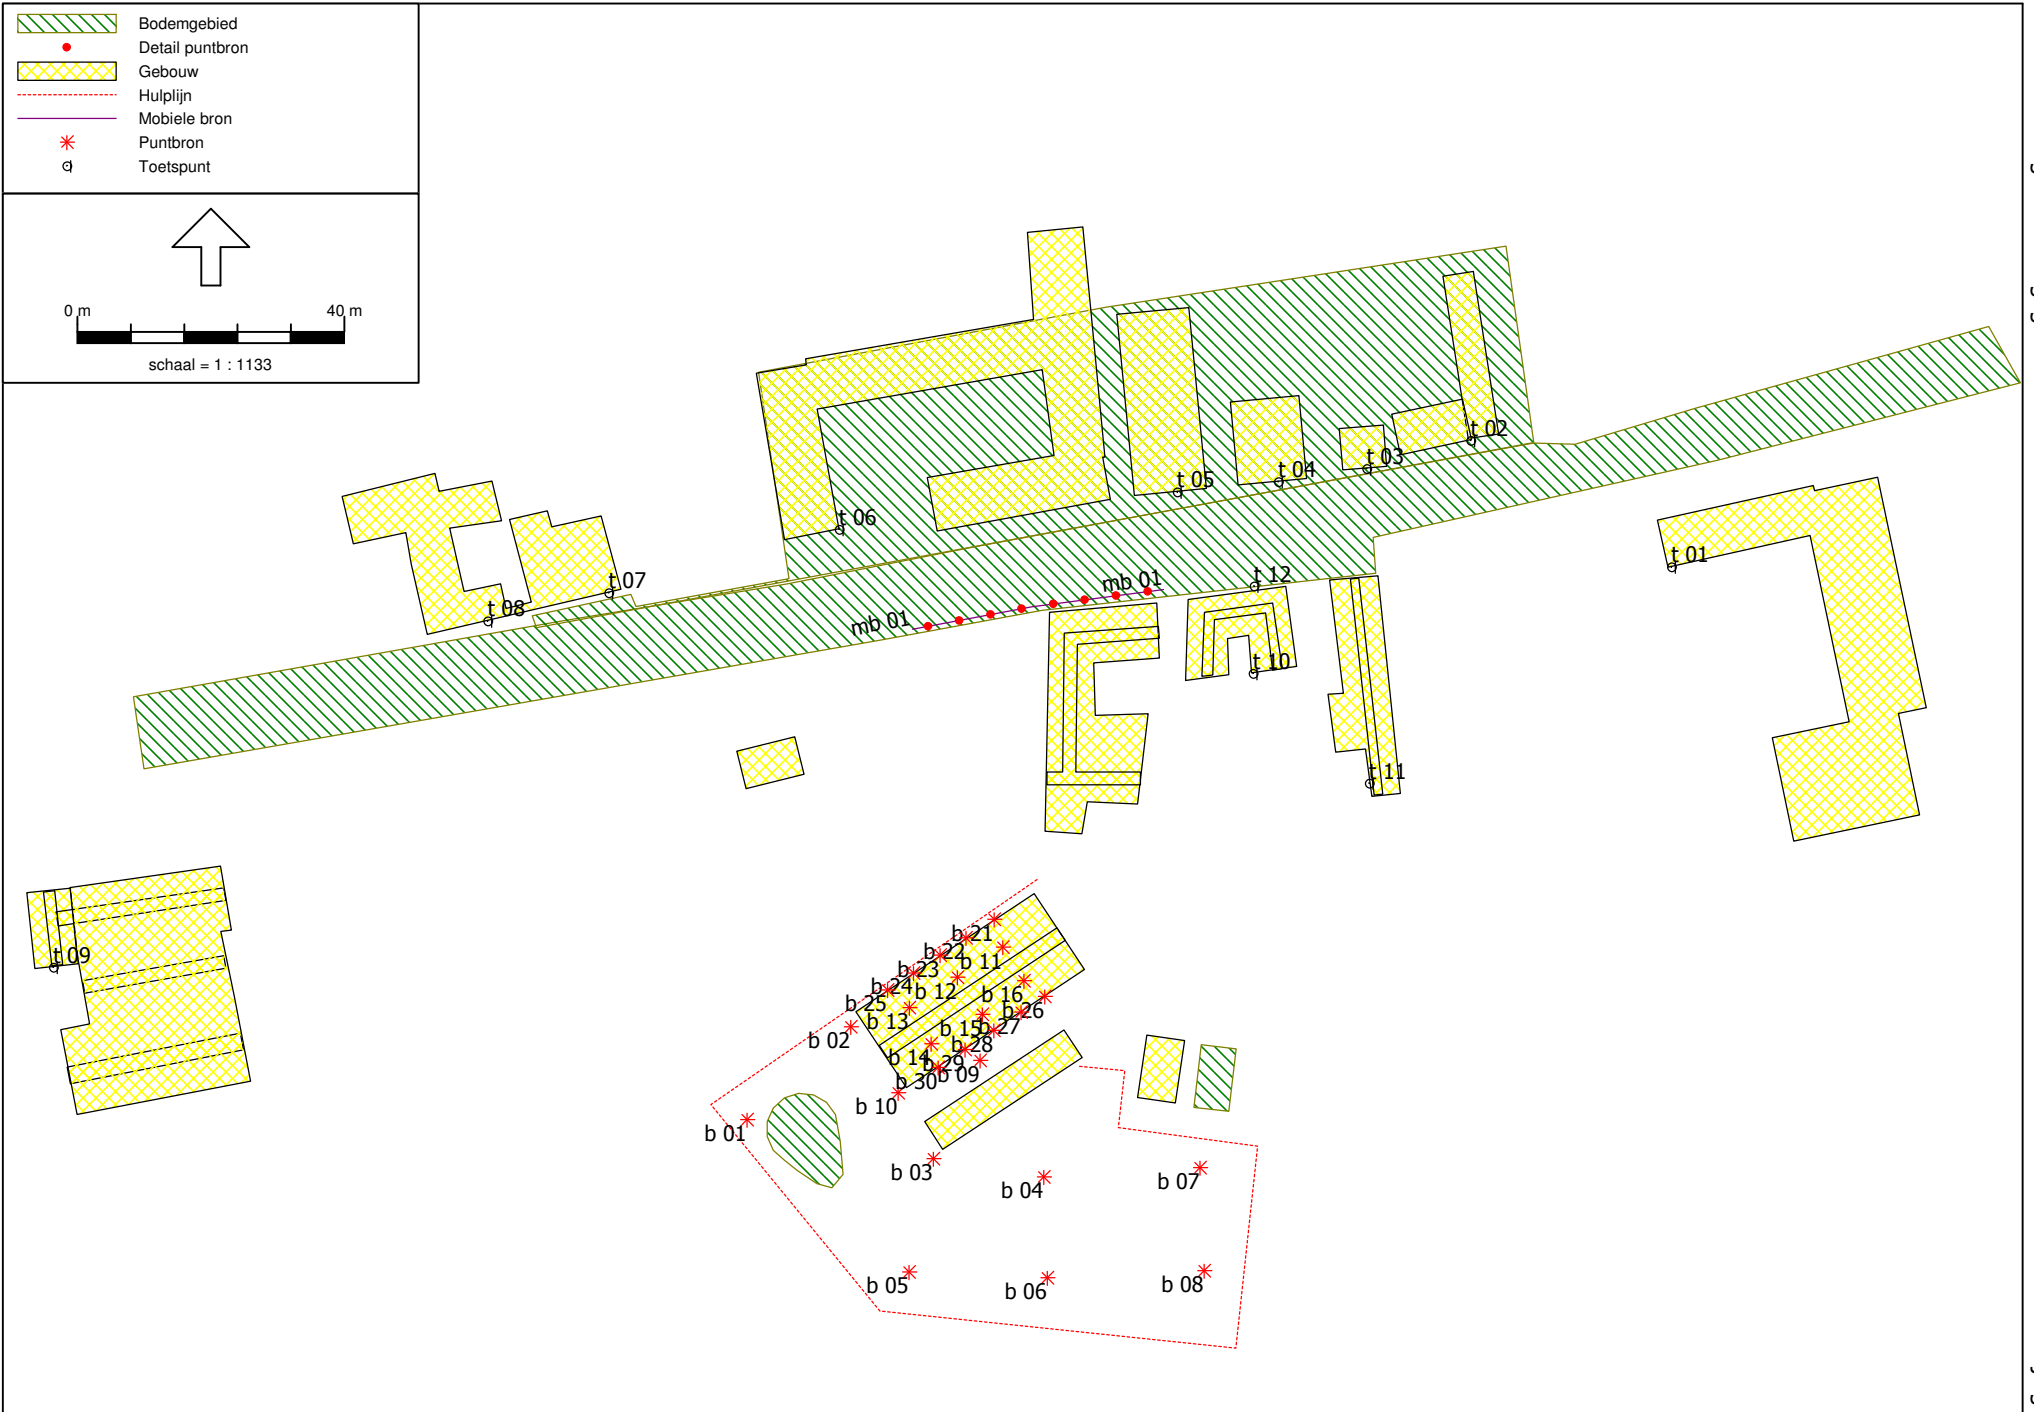 Bodemgebied
Detail puntbron
Gebouw
Hulplijn
Mobiele bron
Puntbron
Toetspunt
0 m 40 m
schaal = 1 : 1133
t 02
t 03
t 04
t 05
t 06
t 01
t 07
t 12
mb 01
t 08
mb 01
t 10
t 11
t 09
b 21
b 22
b 11
b 23
b 24
b 12
b 16
b 25
b 26
b 13
b 15
b 27
b 02
b 28
b 14
b 29
b 09
b 30
b 10
b 01
b 03
b 07
b 04
b 05
b 06
b 08